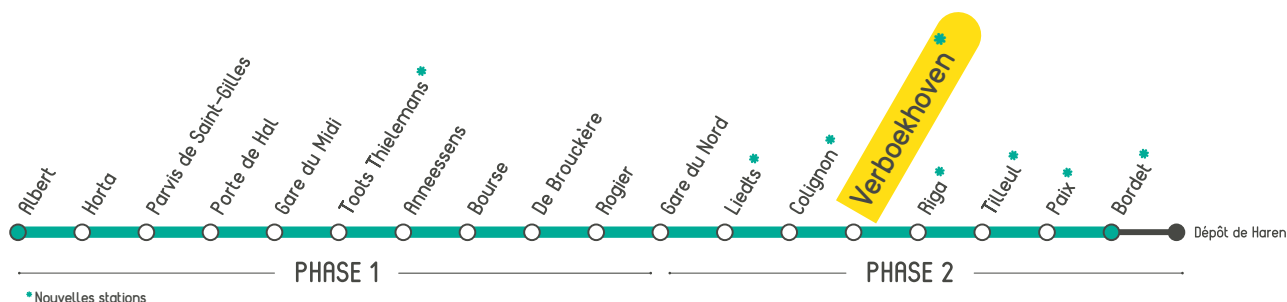 Albert
Horta
Parvis de Saint-Gilles
Porte de Hal
Gare du Midi
Toots Thielemans*
Anneessens
Bourse
De Brouckère
Rogier
Gare du Nord
Liedts*
Colignon*
Verboekhoven*
Riga*
Tilleul*
Paix*
Bordet*
Dépôt de Haren
PHASE 1
PHASE 2
*Nouvelles stations